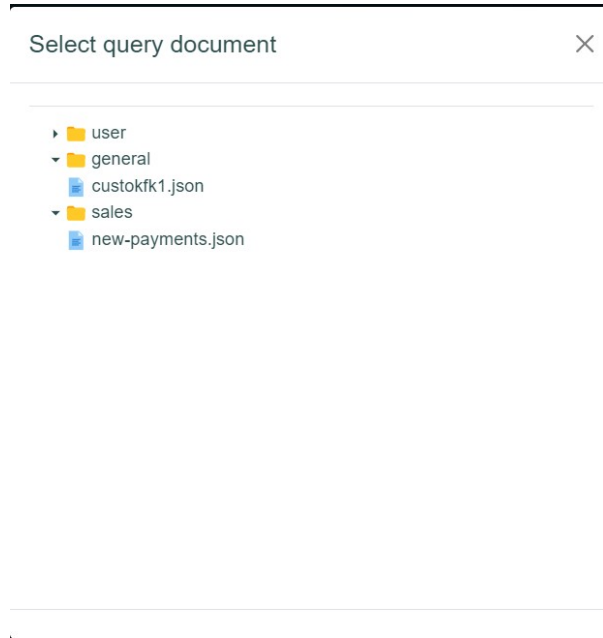 Select query document
user
general
custokfk1.json
sales
new-payments.json